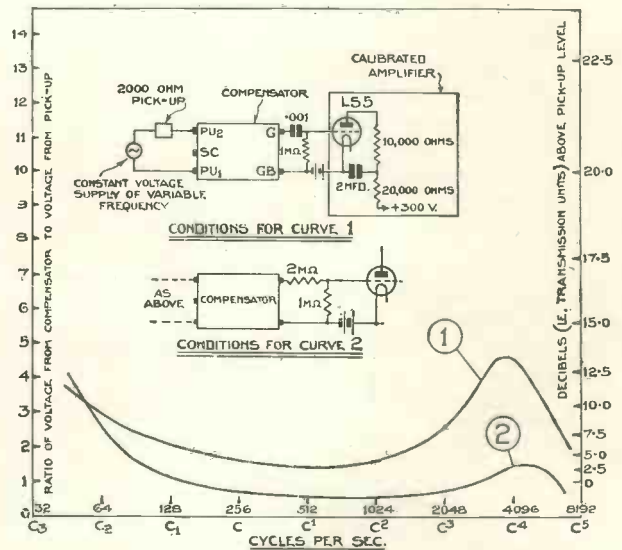 14
13
12
11
10
9
8
7
6
5
4
3
2
1
0
RATIO OF VOLTAGE FROM COMPENSATOR TO VOLTAGE FROM PICK-UP
2000 OHM
PICK-UP
COMPENSATOR
PU2
SC
PU1
G
GB
·001
1MΩ
CONSTANT VOLTAGE
SUPPLY OF VARIABLE
FREQUENCY
CALIBRATED
AMPLIFIER
LS5
10,000 OHMS
2MFD.
20,000 OHMS
+300 V.
CONDITIONS FOR CURVE 1
AS
ABOVE
COMPENSATOR
2MΩ
1MΩ
CONDITIONS FOR CURVE 2
1
2
22·5
20·0
17·5
15·0
12·5
10·0
7·5
5·0
2·5
0
DECIBELS (I.E. TRANSMISSION UNITS) ABOVE PICK-UP LEVEL
32 64 128 256 512 1024 2048 4096 8192
C3 C2 C1 C C¹ C² C³ C⁴ C⁵
CYCLES PER SEC.